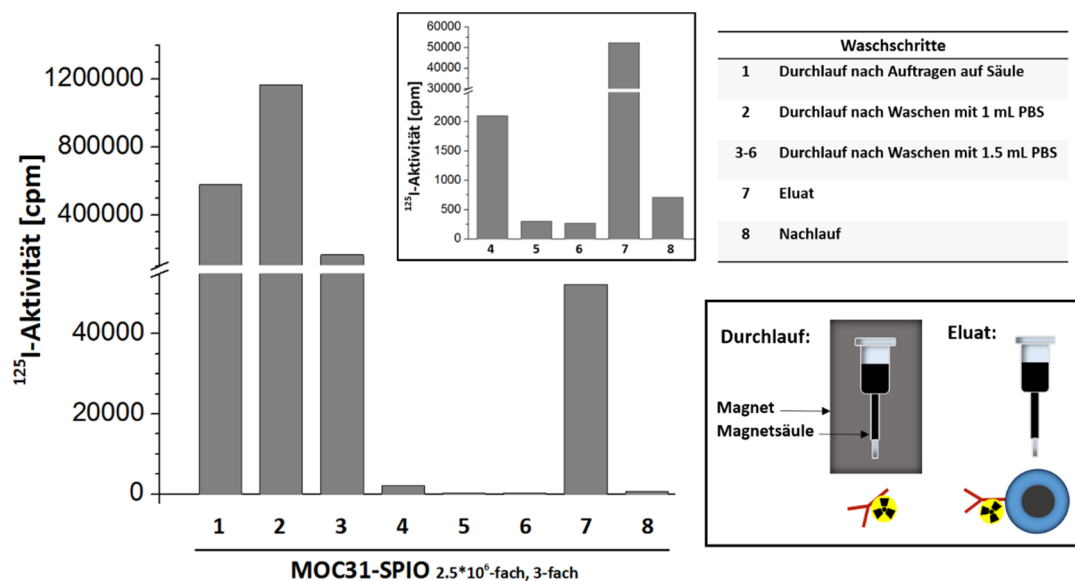 ¹²⁵I-Aktivität [cpm]
1200000
800000
400000
40000
20000
0
1 2 3 4 5 6 7 8
MOC31-SPIO 2.5*10⁶-fach, 3-fach
¹²⁵I-Aktivität [cpm]
60000
50000
40000
30000
2000
1500
1000
500
0
4 5 6 7 8
Waschschritte
1 Durchlauf nach Auftragen auf Säule
2 Durchlauf nach Waschen mit 1 mL PBS
3-6 Durchlauf nach Waschen mit 1.5 mL PBS
7 Eluat
8 Nachlauf
Durchlauf: Eluat:
Magnet
Magnetsäule